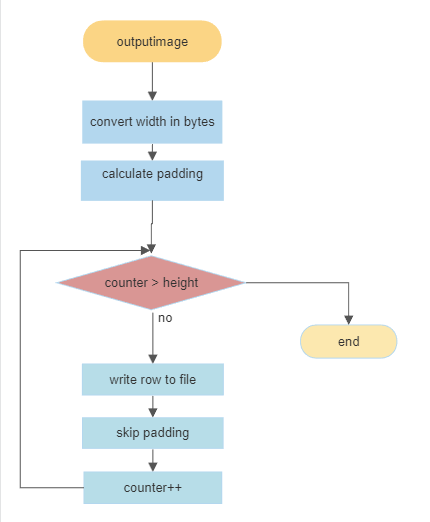 outputimage
convert width in bytes
calculate padding
counter > height
no
end
write row to file
skip padding
counter++